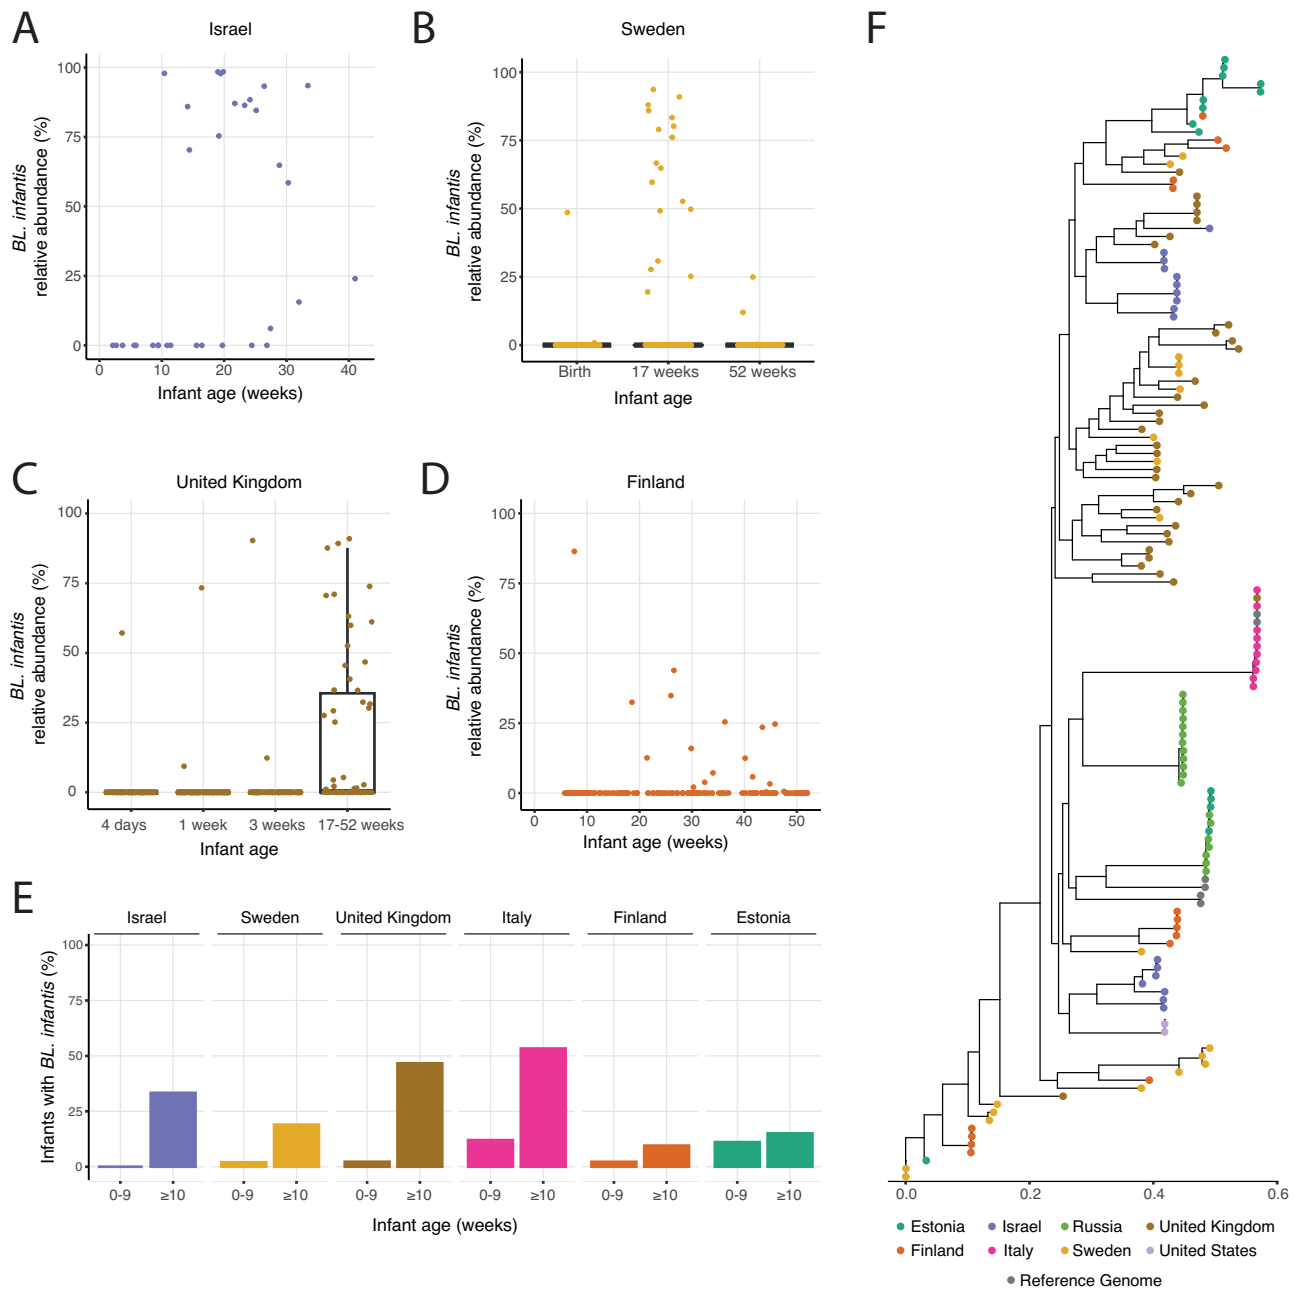 A
Israel
BL. infantis
relative abundance (%)
100
75
50
25
0
0
10
20
30
40
Infant age (weeks)
B
Sweden
BL. infantis
relative abundance (%)
100
75
50
25
0
Birth
17 weeks
52 weeks
Infant age
C
United Kingdom
BL. infantis
relative abundance (%)
100
75
50
25
0
4 days
1 week
3 weeks
17-52 weeks
Infant age
D
Finland
BL. infantis
relative abundance (%)
100
75
50
25
0
0
10
20
30
40
50
Infant age (weeks)
E
Israel
Sweden
United Kingdom
Italy
Finland
Estonia
Infants with BL. infantis (%)
100
75
50
25
0
0-9
≥10
0-9
≥10
0-9
≥10
0-9
≥10
0-9
≥10
0-9
≥10
Infant age (weeks)
F
0.0
0.2
0.4
0.6
Estonia
Israel
Russia
United Kingdom
Finland
Italy
Sweden
United States
Reference Genome